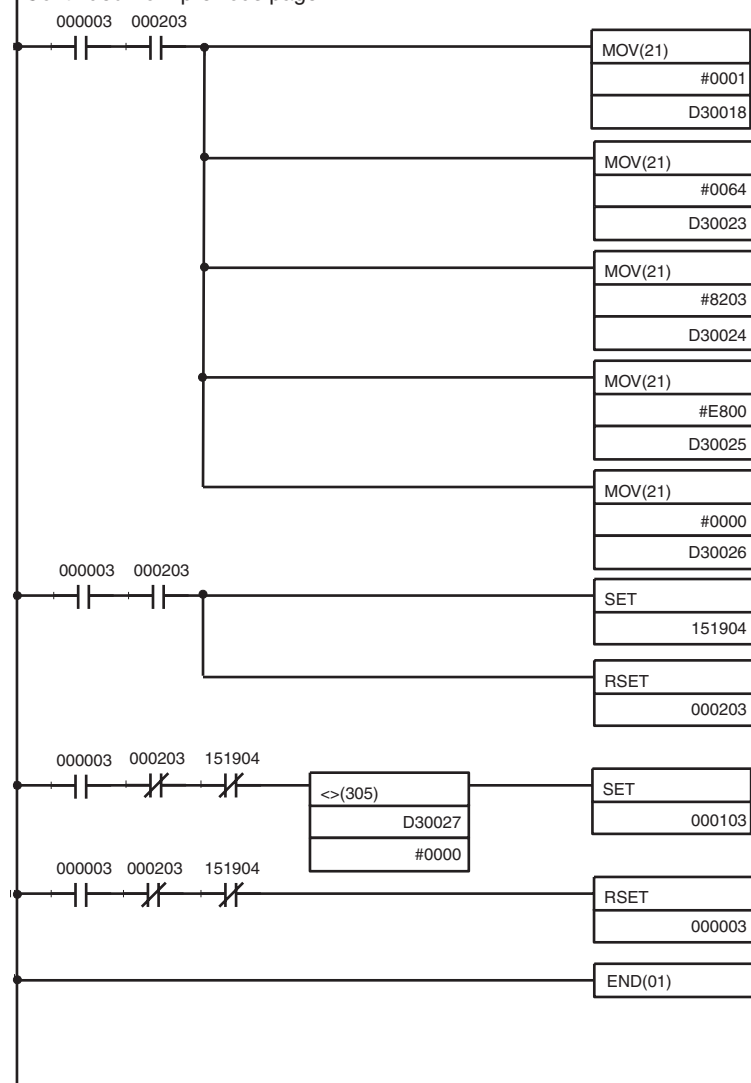 000003 000203
MOV(21)
#0001
D30018
MOV(21)
#0064
D30023
MOV(21)
#8203
D30024
MOV(21)
#E800
D30025
MOV(21)
#0000
D30026
000003 000203
SET
151904
RSET
000203
000003 000203 151904
<>(305)
D30027
#0000
SET
000103
000003 000203 151904
RSET
000003
END(01)